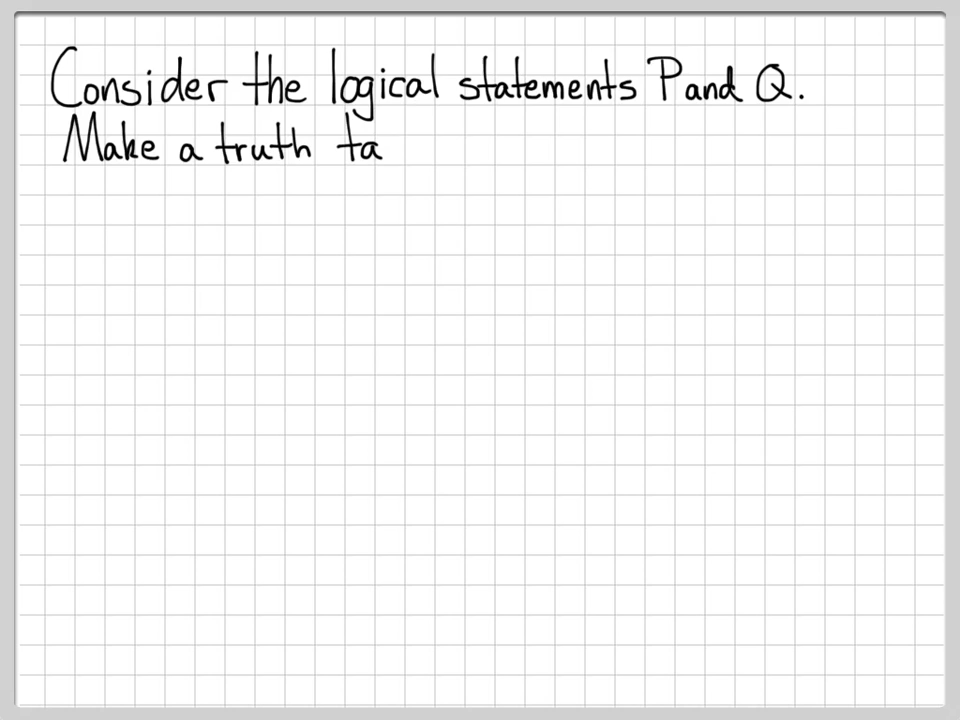 Consider the logical statements P and Q.
Make a truth ta